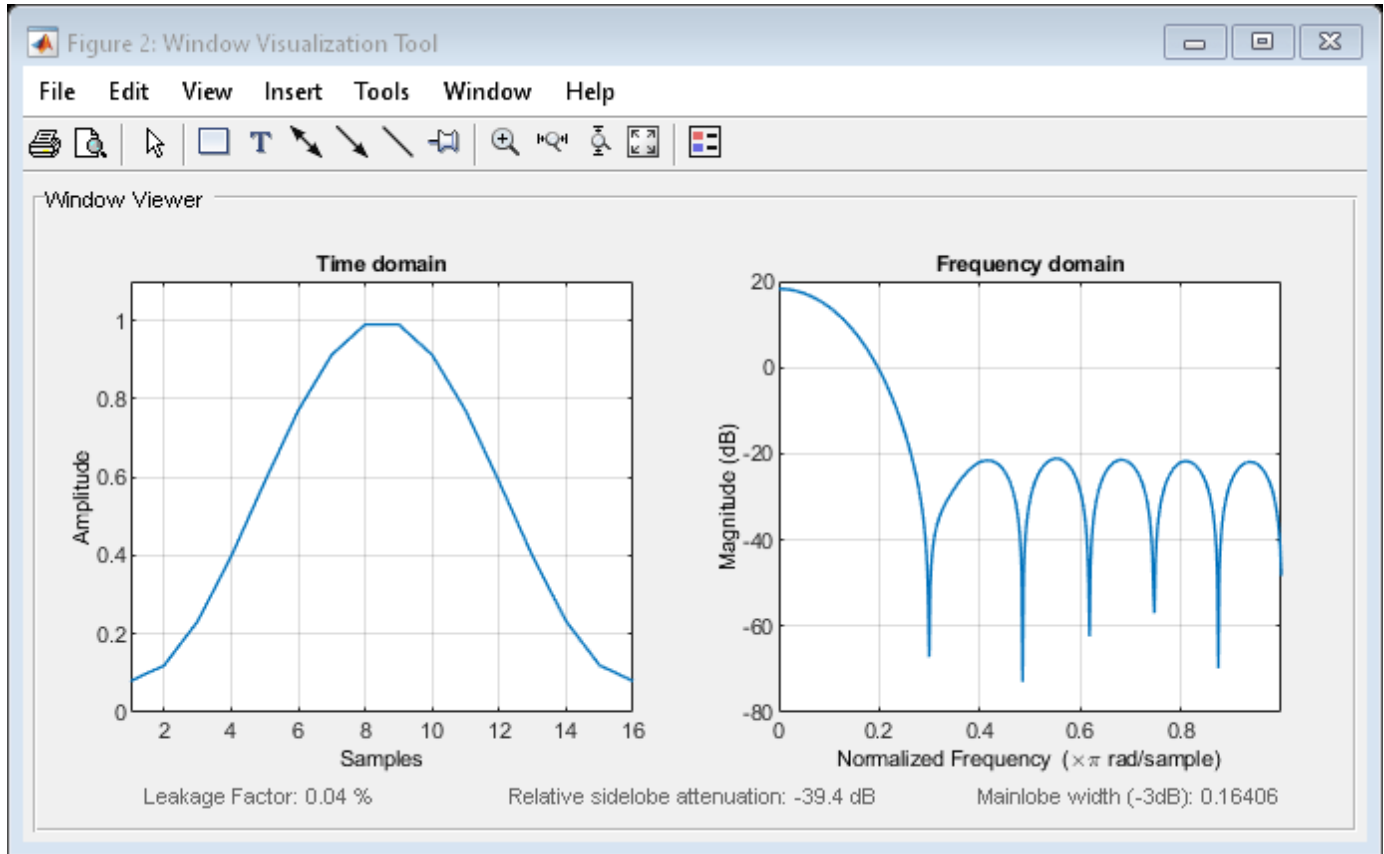 Figure 2: Window Visualization Tool
File Edit View Insert Tools Window Help
T
Window Viewer
Time domain
1
0.8
0.6
0.4
0.2
0
Amplitude
2 4 6 8 10 12 14 16
Samples
Frequency domain
20
0
-20
-40
-60
-80
Magnitude (dB)
0 0.2 0.4 0.6 0.8
Normalized Frequency (×π rad/sample)
Leakage Factor: 0.04 %
Relative sidelobe attenuation: -39.4 dB
Mainlobe width (-3dB): 0.16406